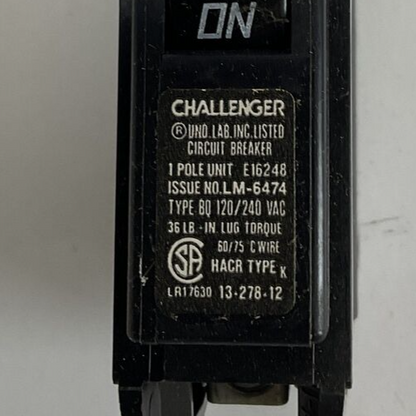 ON
CHALLENGER
® UND. LAB. INC. LISTED
CIRCUIT BREAKER
1 POLE UNIT E16248
ISSUE NO. LM-6474
TYPE BQ 120/240 VAC
36 LB.-IN. LUG TORQUE
60/75 °C WIRE
SA HACR TYPE K
LR17630 13-278-12